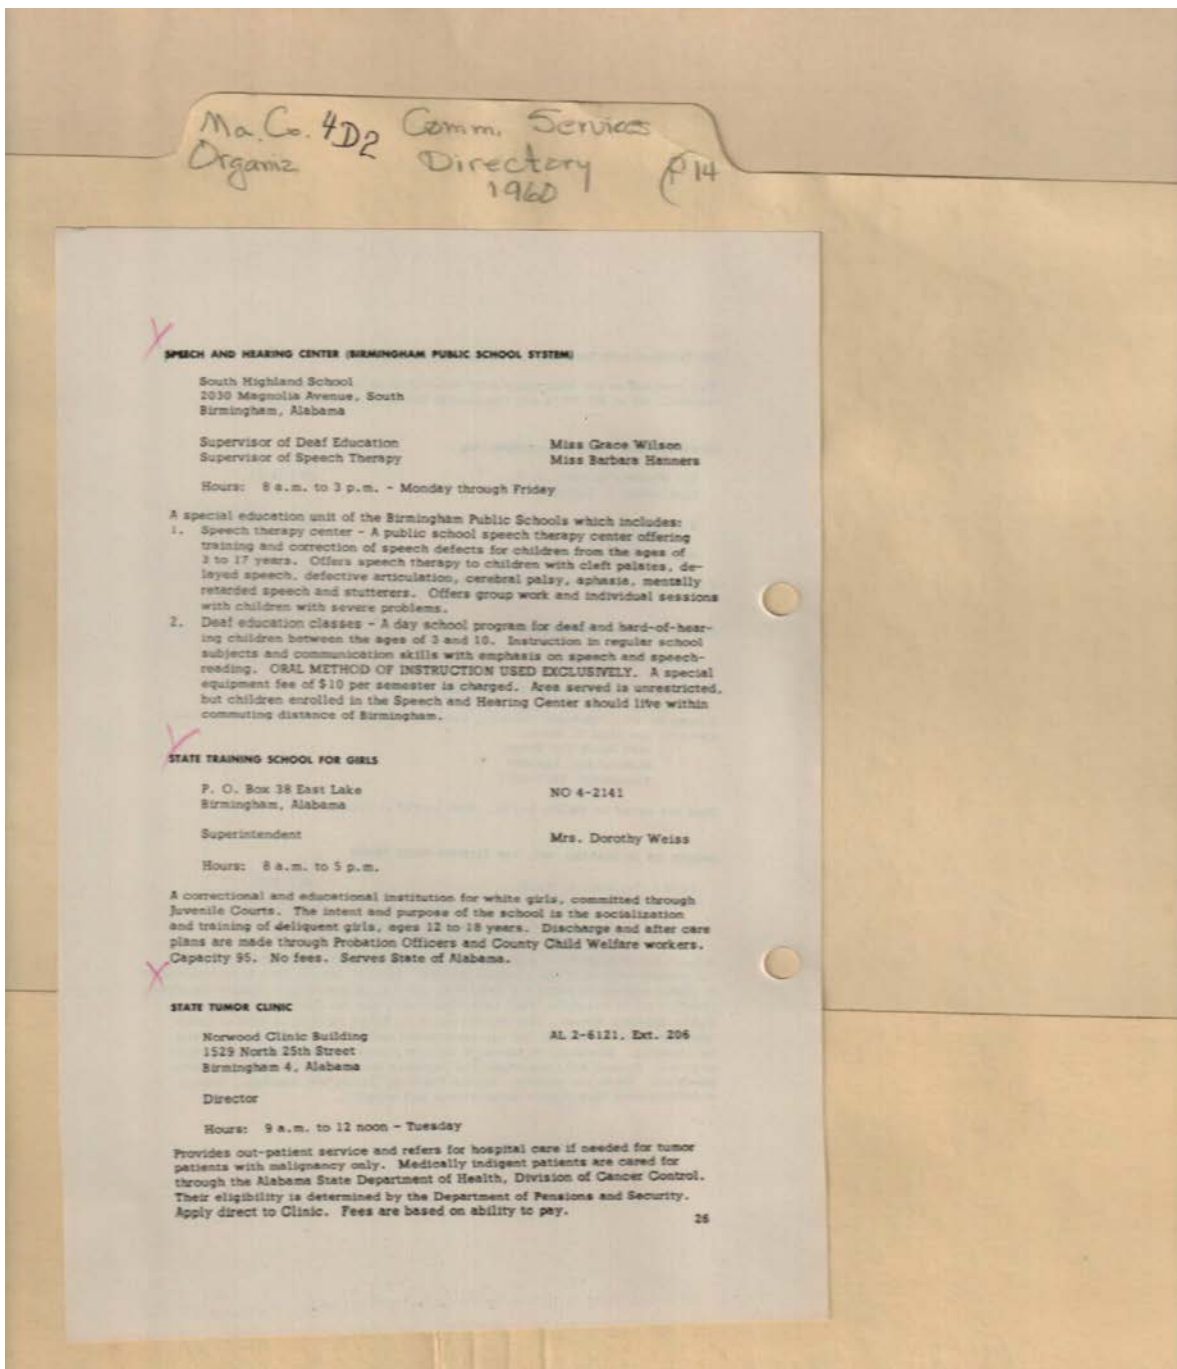 Ma. Co. 4D2 Comm. Services
Organiz Directory (P 14
1960
SPEECH AND HEARING CENTER (BIRMINGHAM PUBLIC SCHOOL SYSTEM)
South Highland School
2030 Magnolia Avenue, South
Birmingham, Alabama
Supervisor of Deaf Education Miss Grace Wilson
Supervisor of Speech Therapy Miss Barbara Hanners
Hours: 8 a.m. to 3 p.m. - Monday through Friday
A special education unit of the Birmingham Public Schools which includes:
1. Speech therapy center - A public school speech therapy center offering
training and correction of speech defects for children from the ages of
3 to 17 years. Offers speech therapy to children with cleft palates, de-
layed speech, defective articulation, cerebral palsy, aphasia, mentally
retarded speech and stutterers. Offers group work and individual sessions
with children with severe problems.
2. Deaf education classes - A day school program for deaf and hard-of-hear-
ing children between the ages of 3 and 10. Instruction in regular school
subjects and communication skills with emphasis on speech and speech-
reading. ORAL METHOD OF INSTRUCTION USED EXCLUSIVELY. A special
equipment fee of $10 per semester is charged. Area served is unrestricted,
but children enrolled in the Speech and Hearing Center should live within
commuting distance of Birmingham.
STATE TRAINING SCHOOL FOR GIRLS
P. O. Box 38 East Lake NO 4-2141
Birmingham, Alabama
Superintendent Mrs. Dorothy Weiss
Hours: 8 a.m. to 5 p.m.
A correctional and educational institution for white girls, committed through
Juvenile Courts. The intent and purpose of the school is the socialization
and training of deliquent girls, ages 12 to 18 years. Discharge and after care
plans are made through Probation Officers and County Child Welfare workers.
Capacity 95. No fees. Serves State of Alabama.
STATE TUMOR CLINIC
Norwood Clinic Building AL 2-6121, Ext. 206
1529 North 25th Street
Birmingham 4, Alabama
Director
Hours: 9 a.m. to 12 noon - Tuesday
Provides out-patient service and refers for hospital care if needed for tumor
patients with malignancy only. Medically indigent patients are cared for
through the Alabama State Department of Health, Division of Cancer Control.
Their eligibility is determined by the Department of Pensions and Security.
Apply direct to Clinic. Fees are based on ability to pay.
26